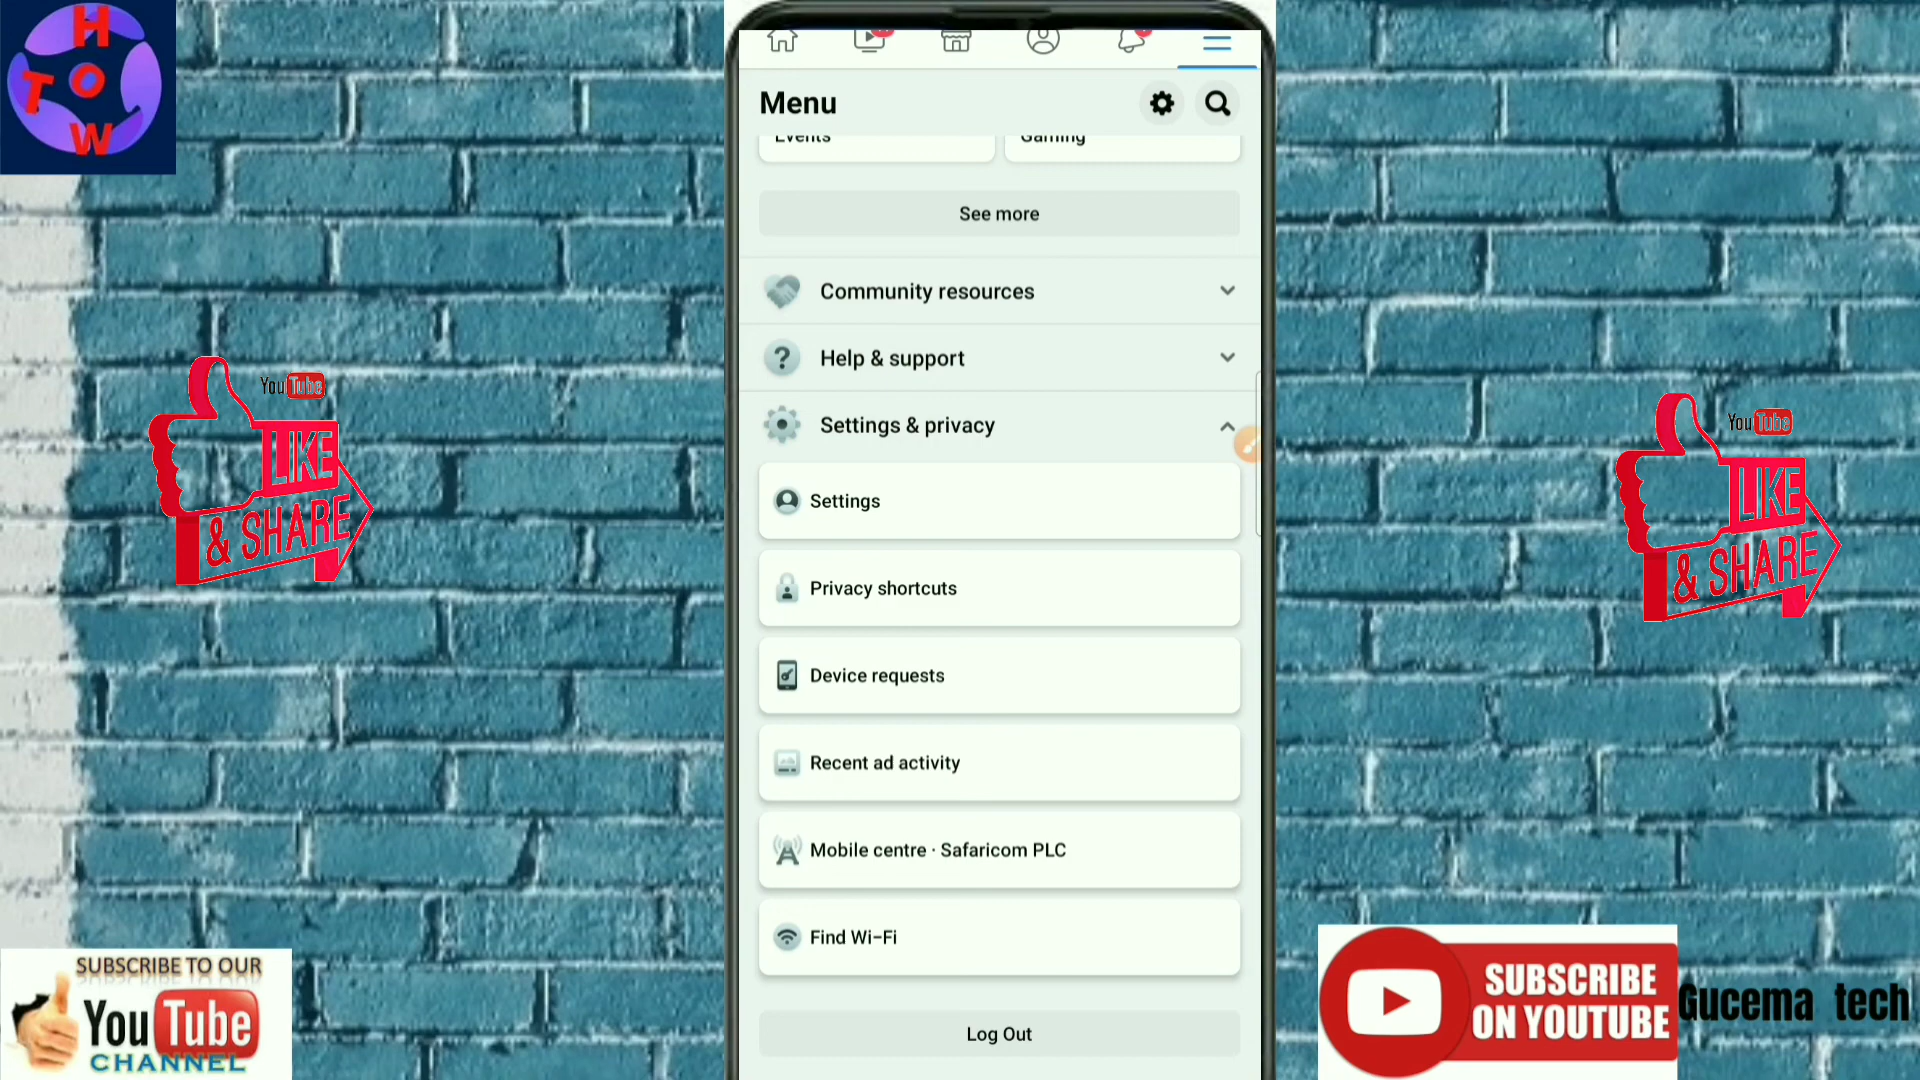 H
T O
W
Menu
Events
Gaming
See more
Community resources
Help & support
Settings & privacy
Settings
Privacy shortcuts
Device requests
Recent ad activity
Mobile centre · Safaricom PLC
Find Wi-Fi
Log Out
YouTube
LIKE
& SHARE
YouTube
LIKE
& SHARE
SUBSCRIBE TO OUR
YouTube
CHANNEL
SUBSCRIBE
ON YOUTUBE
Gucema tech